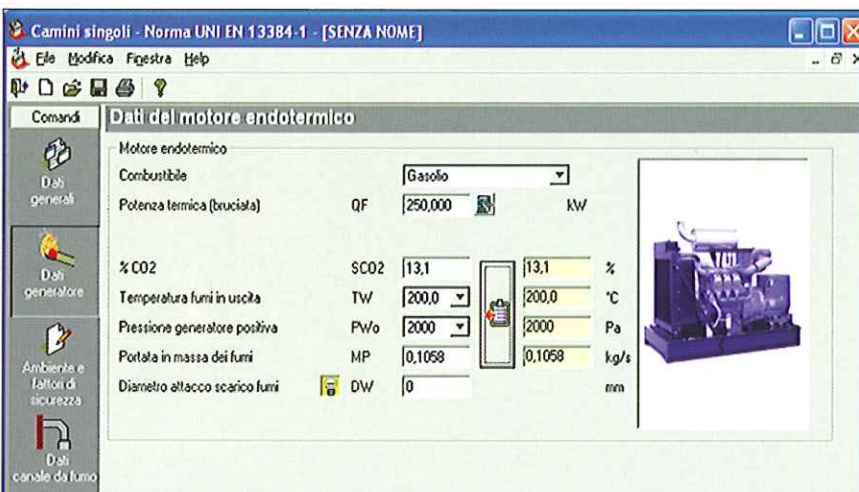 Camini singoli - Norma UNI EN 13384-1 - [SENZA NOME]
File Modifica Finestra Help
Comandi
Dati del motore endotermico
Dati
generali
Dati
generatore
Ambiente e
fattori di
sicurezza
Dati
canale da fumo
Motore endotermico
Combustibile Gasolio
Potenza termica (bruciata) QF 250,000 kW
% CO2 SCO2 13,1 13,1 %
Temperatura fumi in uscita TW 200,0 200,0 °C
Pressione generatore positiva PWo 2000 2000 Pa
Portata in massa dei fumi MP 0,1058 0,1058 kg/s
Diametro attacco scarico fumi DW 0 mm